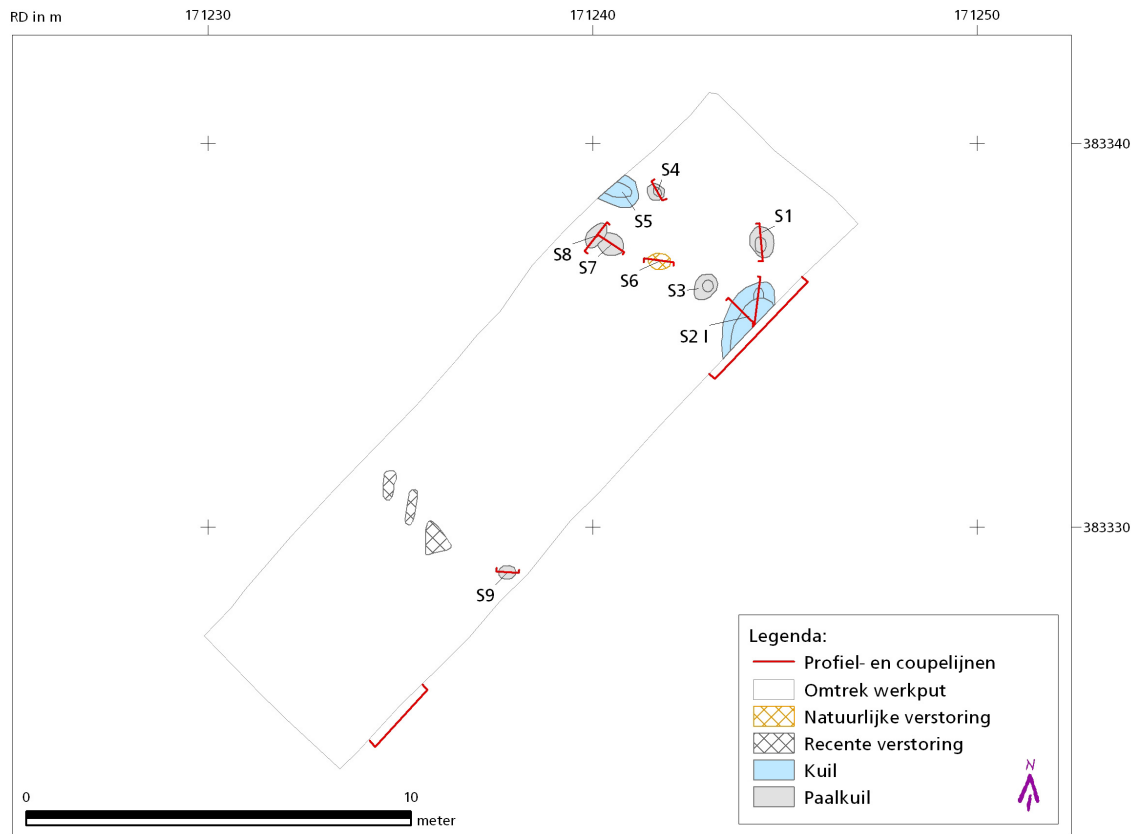 RD in m
171230
171240
171250
383340
S4
S5
S1
S8
S7
S6
S3
S2 I
383330
S9
Legenda:
Profiel- en coupelijnen
Omtrek werkput
Natuurlijke verstoring
Recente verstoring
Kuil
Paalkuil
N
0
10
meter